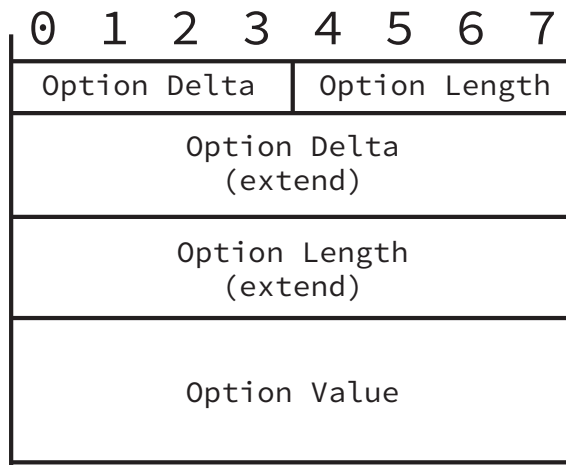 0 1 2 3 4 5 6 7
Option Delta Option Length
Option Delta
(extend)
Option Length
(extend)
Option Value